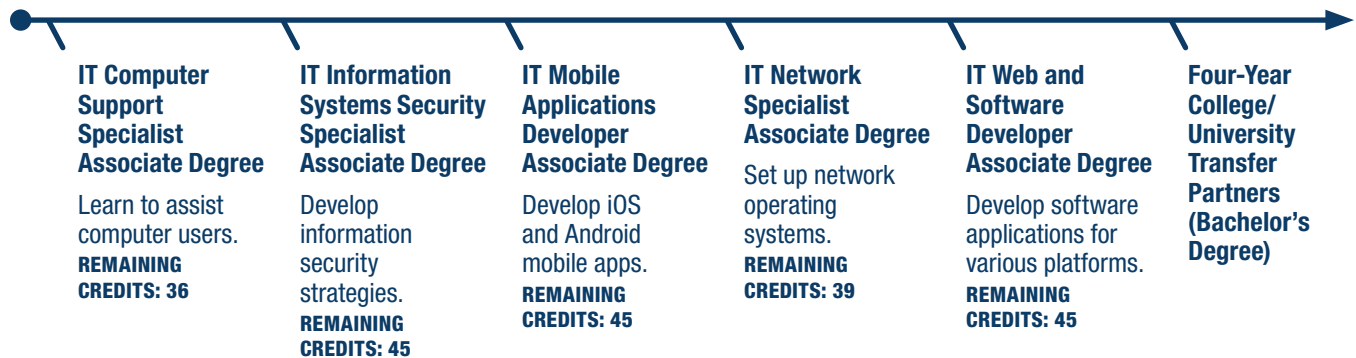 IT Computer
Support
Specialist
Associate Degree
Learn to assist
computer users.
REMAINING
CREDITS: 36
IT Information
Systems Security
Specialist
Associate Degree
Develop
information
security
strategies.
REMAINING
CREDITS: 45
IT Mobile
Applications
Developer
Associate Degree
Develop iOS
and Android
mobile apps.
REMAINING
CREDITS: 45
IT Network
Specialist
Associate Degree
Set up network
operating
systems.
REMAINING
CREDITS: 39
IT Web and
Software
Developer
Associate Degree
Develop software
applications for
various platforms.
REMAINING
CREDITS: 45
Four-Year
College/
University
Transfer
Partners
(Bachelor’s
Degree)